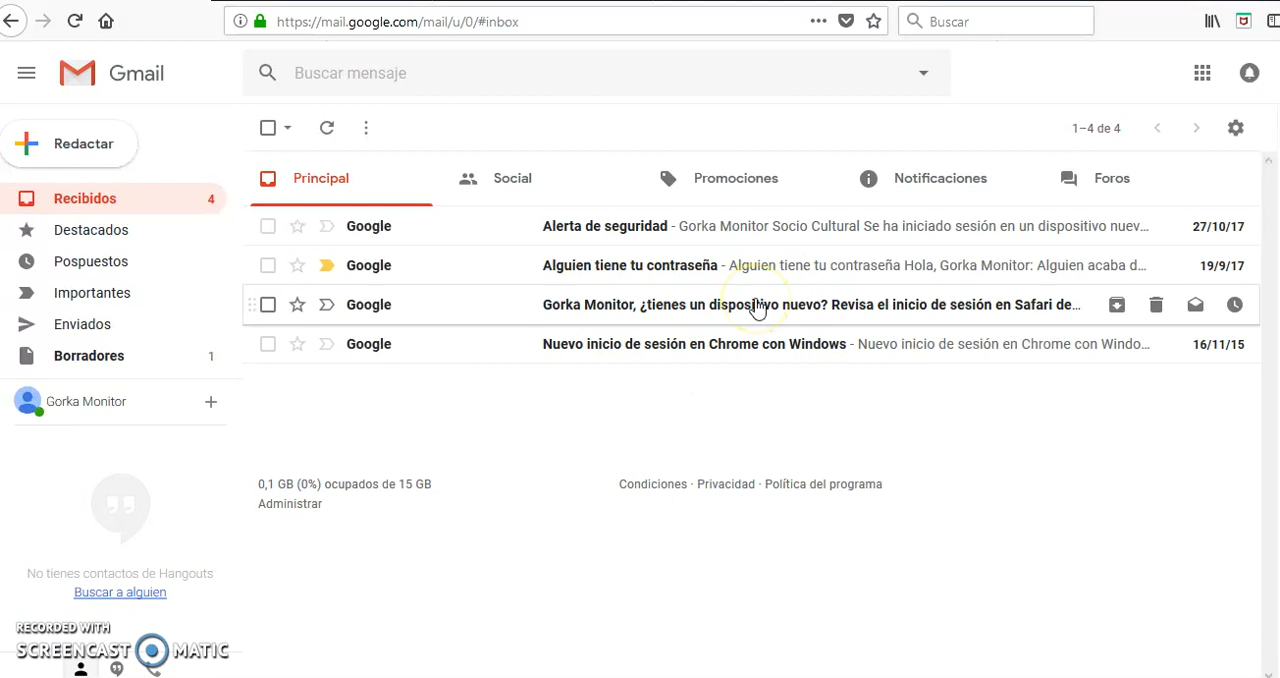 https://mail.google.com/mail/u/0/#inbox
Buscar
Gmail
Buscar mensaje
Redactar
1–4 de 4
Recibidos 4
Destacados
Pospuestos
Importantes
Enviados
Borradores 1
Gorka Monitor
Principal Social Promociones Notificaciones Foros
Google Alerta de seguridad - Gorka Monitor Socio Cultural Se ha iniciado sesión en un dispositivo nuev… 27/10/17
Google Alguien tiene tu contraseña - Alguien tiene tu contraseña Hola, Gorka Monitor: Alguien acaba d… 19/9/17
Google Gorka Monitor, ¿tienes un dispositivo nuevo? Revisa el inicio de sesión en Safari de…
Google Nuevo inicio de sesión en Chrome con Windows - Nuevo inicio de sesión en Chrome con Windo… 16/11/15
0,1 GB (0%) ocupados de 15 GB
Administrar
Condiciones · Privacidad · Política del programa
No tienes contactos de Hangouts
Buscar a alguien
RECORDED WITH
SCREENCAST MATIC